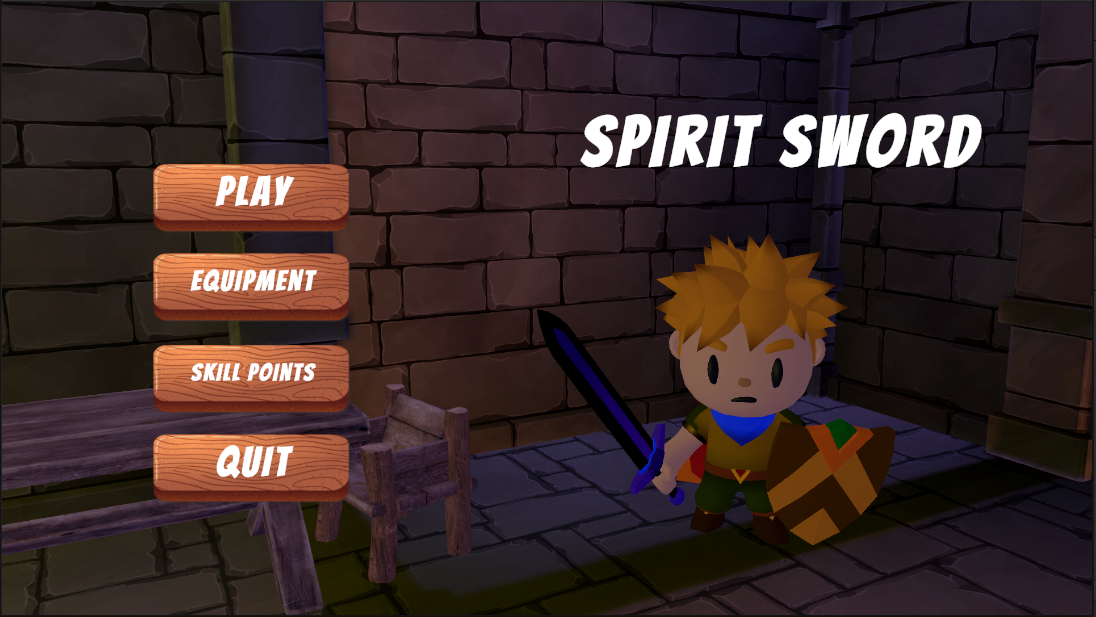 SPIRIT SWORD
PLAY
EQUIPMENT
SKILL POINTS
QUIT